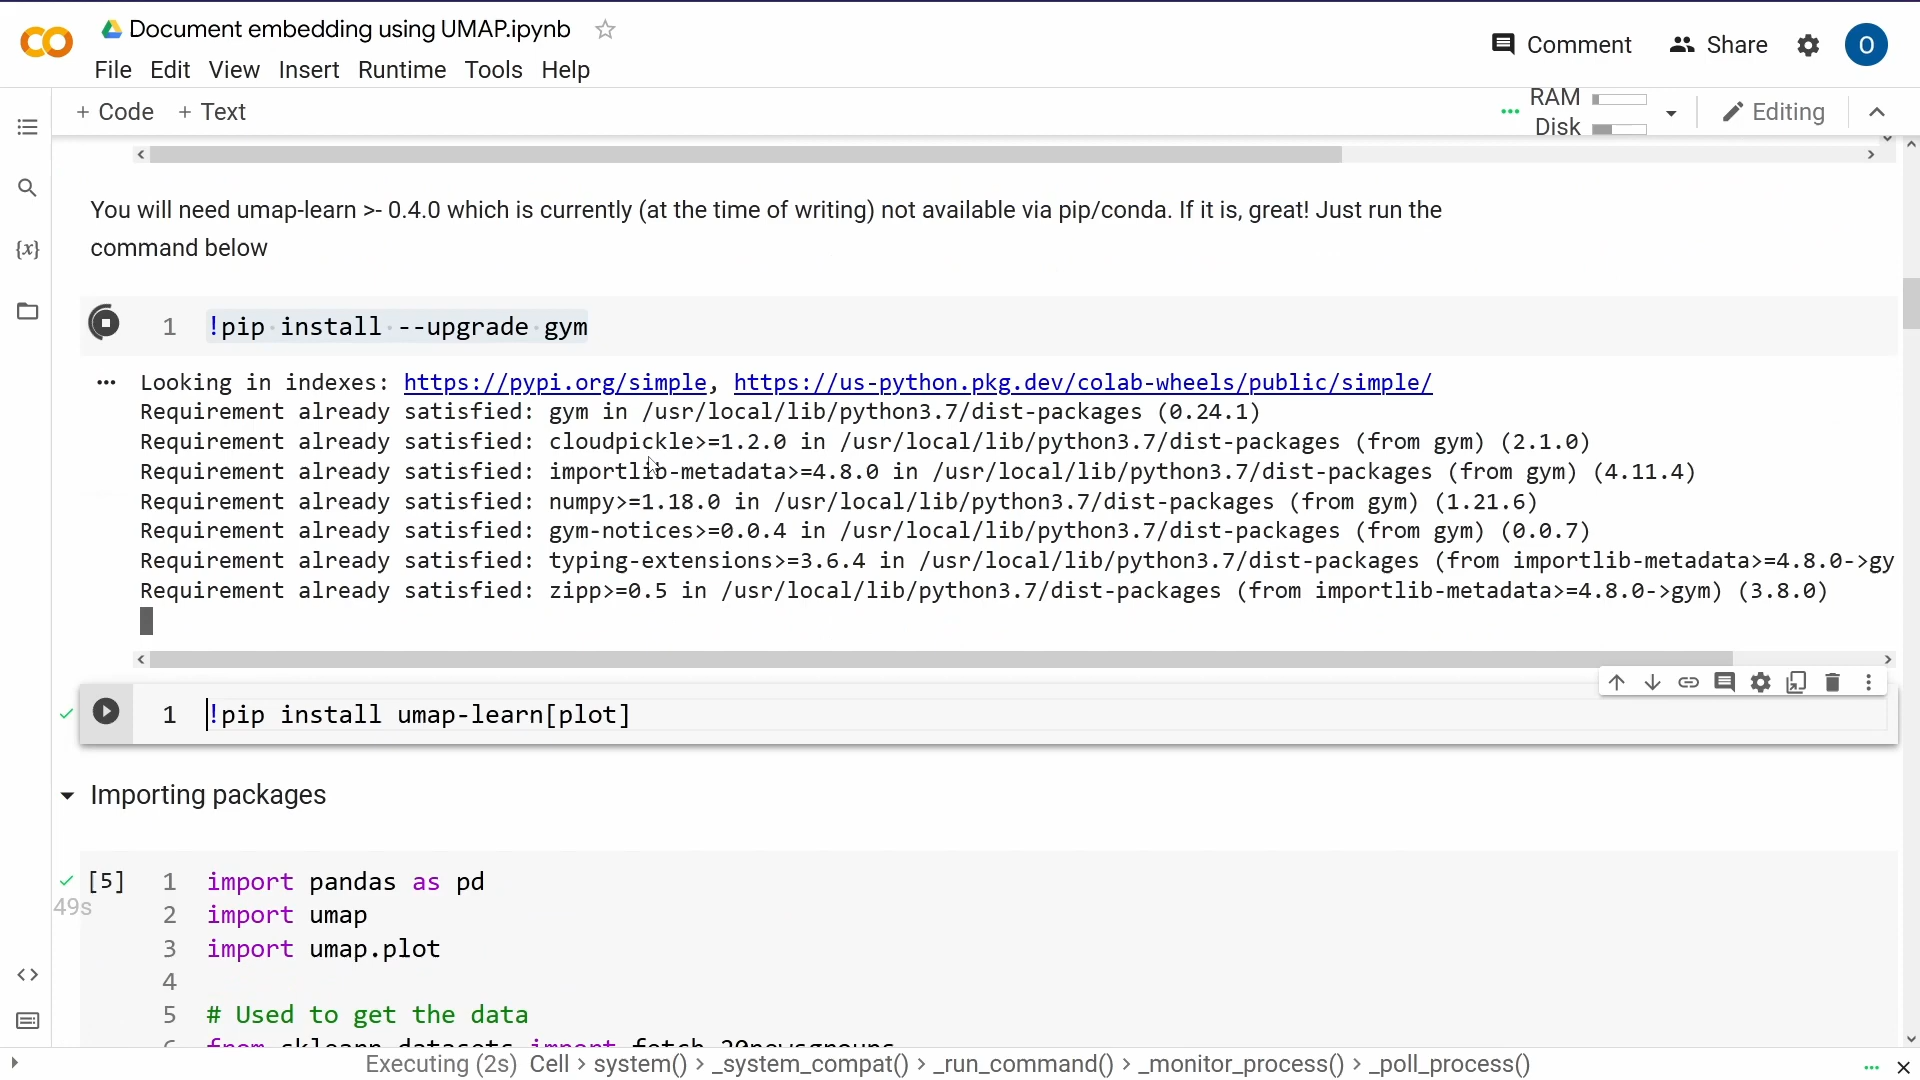 Document embedding using UMAP.ipynb
Comment
Share
O
File Edit View Insert Runtime Tools Help
+ Code + Text
RAM
Disk
Editing
You will need umap-learn >- 0.4.0 which is currently (at the time of writing) not available via pip/conda. If it is, great! Just run the
command below
1 !pip install --upgrade gym
Looking in indexes: https://pypi.org/simple, https://us-python.pkg.dev/colab-wheels/public/simple/
Requirement already satisfied: gym in /usr/local/lib/python3.7/dist-packages (0.24.1)
Requirement already satisfied: cloudpickle>=1.2.0 in /usr/local/lib/python3.7/dist-packages (from gym) (2.1.0)
Requirement already satisfied: importlib-metadata>=4.8.0 in /usr/local/lib/python3.7/dist-packages (from gym) (4.11.4)
Requirement already satisfied: numpy>=1.18.0 in /usr/local/lib/python3.7/dist-packages (from gym) (1.21.6)
Requirement already satisfied: gym-notices>=0.0.4 in /usr/local/lib/python3.7/dist-packages (from gym) (0.0.7)
Requirement already satisfied: typing-extensions>=3.6.4 in /usr/local/lib/python3.7/dist-packages (from importlib-metadata>=4.8.0->gy
Requirement already satisfied: zipp>=0.5 in /usr/local/lib/python3.7/dist-packages (from importlib-metadata>=4.8.0->gym) (3.8.0)
1 !pip install umap-learn[plot]
Importing packages
[5] 1 import pandas as pd
49s
2 import umap
3 import umap.plot
4
5 # Used to get the data
6 from sklearn.datasets import fetch_20newsgroups
Executing (2s) Cell > system() > _system_compat() > _run_command() > _monitor_process() > _poll_process()